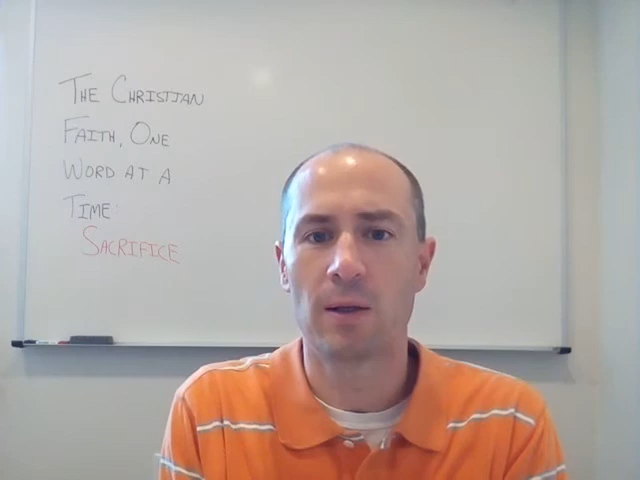 THE CHRISTIAN
FAITH, ONE
WORD AT A
TIME:
SACRIFICE